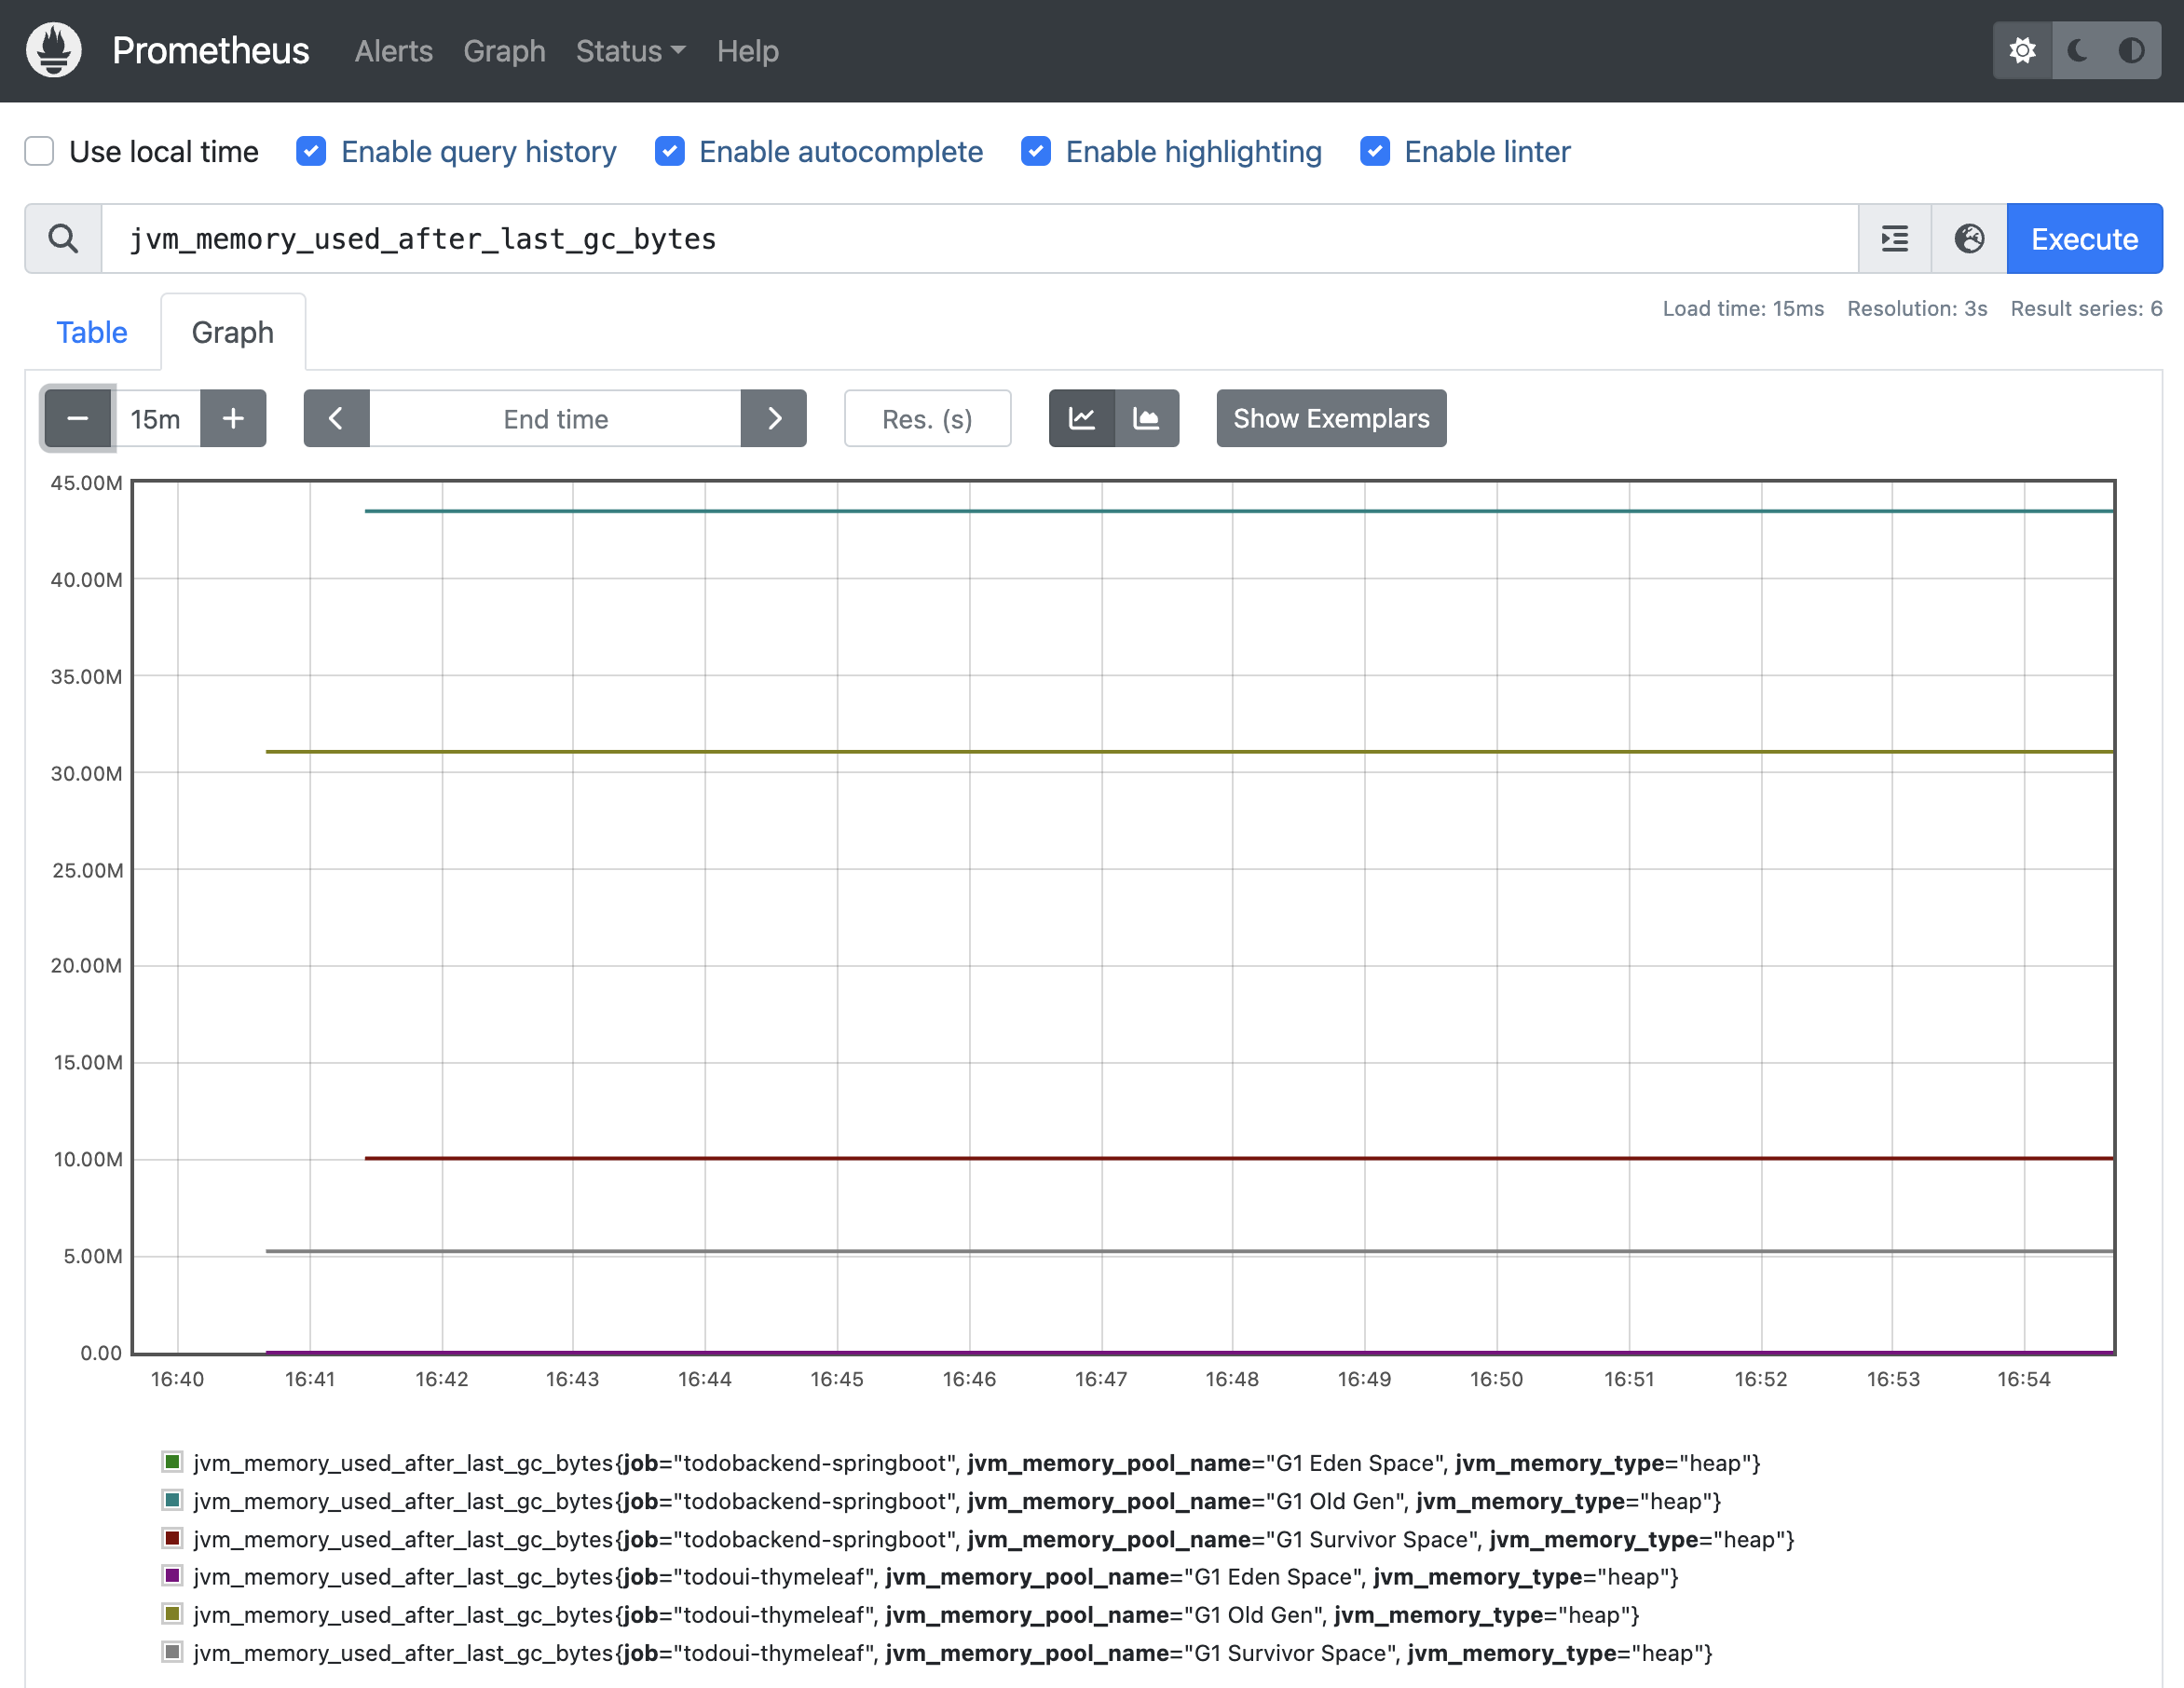 Prometheus Alerts Graph Status Help
Use local time Enable query history Enable autocomplete Enable highlighting Enable linter
jvm_memory_used_after_last_gc_bytes Execute
Load time: 15ms Resolution: 3s Result series: 6
Table Graph
15m End time Res. (s) Show Exemplars
45.00M
40.00M
35.00M
30.00M
25.00M
20.00M
15.00M
10.00M
5.00M
0.00
16:40 16:41 16:42 16:43 16:44 16:45 16:46 16:47 16:48 16:49 16:50 16:51 16:52 16:53 16:54
jvm_memory_used_after_last_gc_bytes{job="todobackend-springboot", jvm_memory_pool_name="G1 Eden Space", jvm_memory_type="heap"}
jvm_memory_used_after_last_gc_bytes{job="todobackend-springboot", jvm_memory_pool_name="G1 Old Gen", jvm_memory_type="heap"}
jvm_memory_used_after_last_gc_bytes{job="todobackend-springboot", jvm_memory_pool_name="G1 Survivor Space", jvm_memory_type="heap"}
jvm_memory_used_after_last_gc_bytes{job="todoui-thymeleaf", jvm_memory_pool_name="G1 Eden Space", jvm_memory_type="heap"}
jvm_memory_used_after_last_gc_bytes{job="todoui-thymeleaf", jvm_memory_pool_name="G1 Old Gen", jvm_memory_type="heap"}
jvm_memory_used_after_last_gc_bytes{job="todoui-thymeleaf", jvm_memory_pool_name="G1 Survivor Space", jvm_memory_type="heap"}